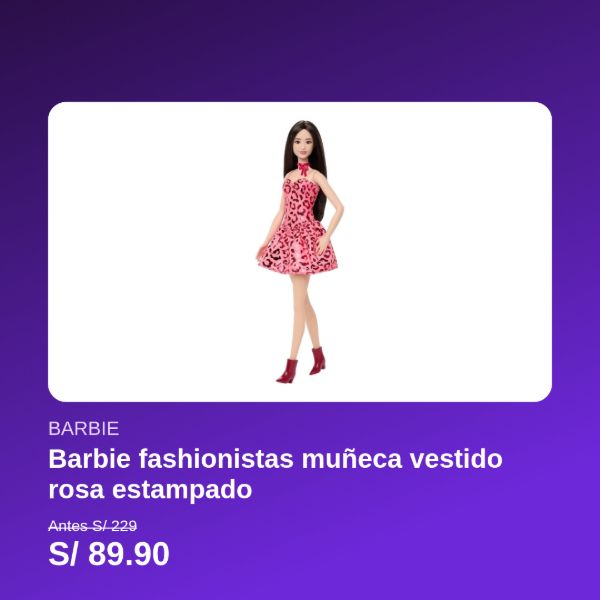 BARBIE
Barbie fashionistas muñeca vestido
rosa estampado
Antes S/ 229
S/ 89.90